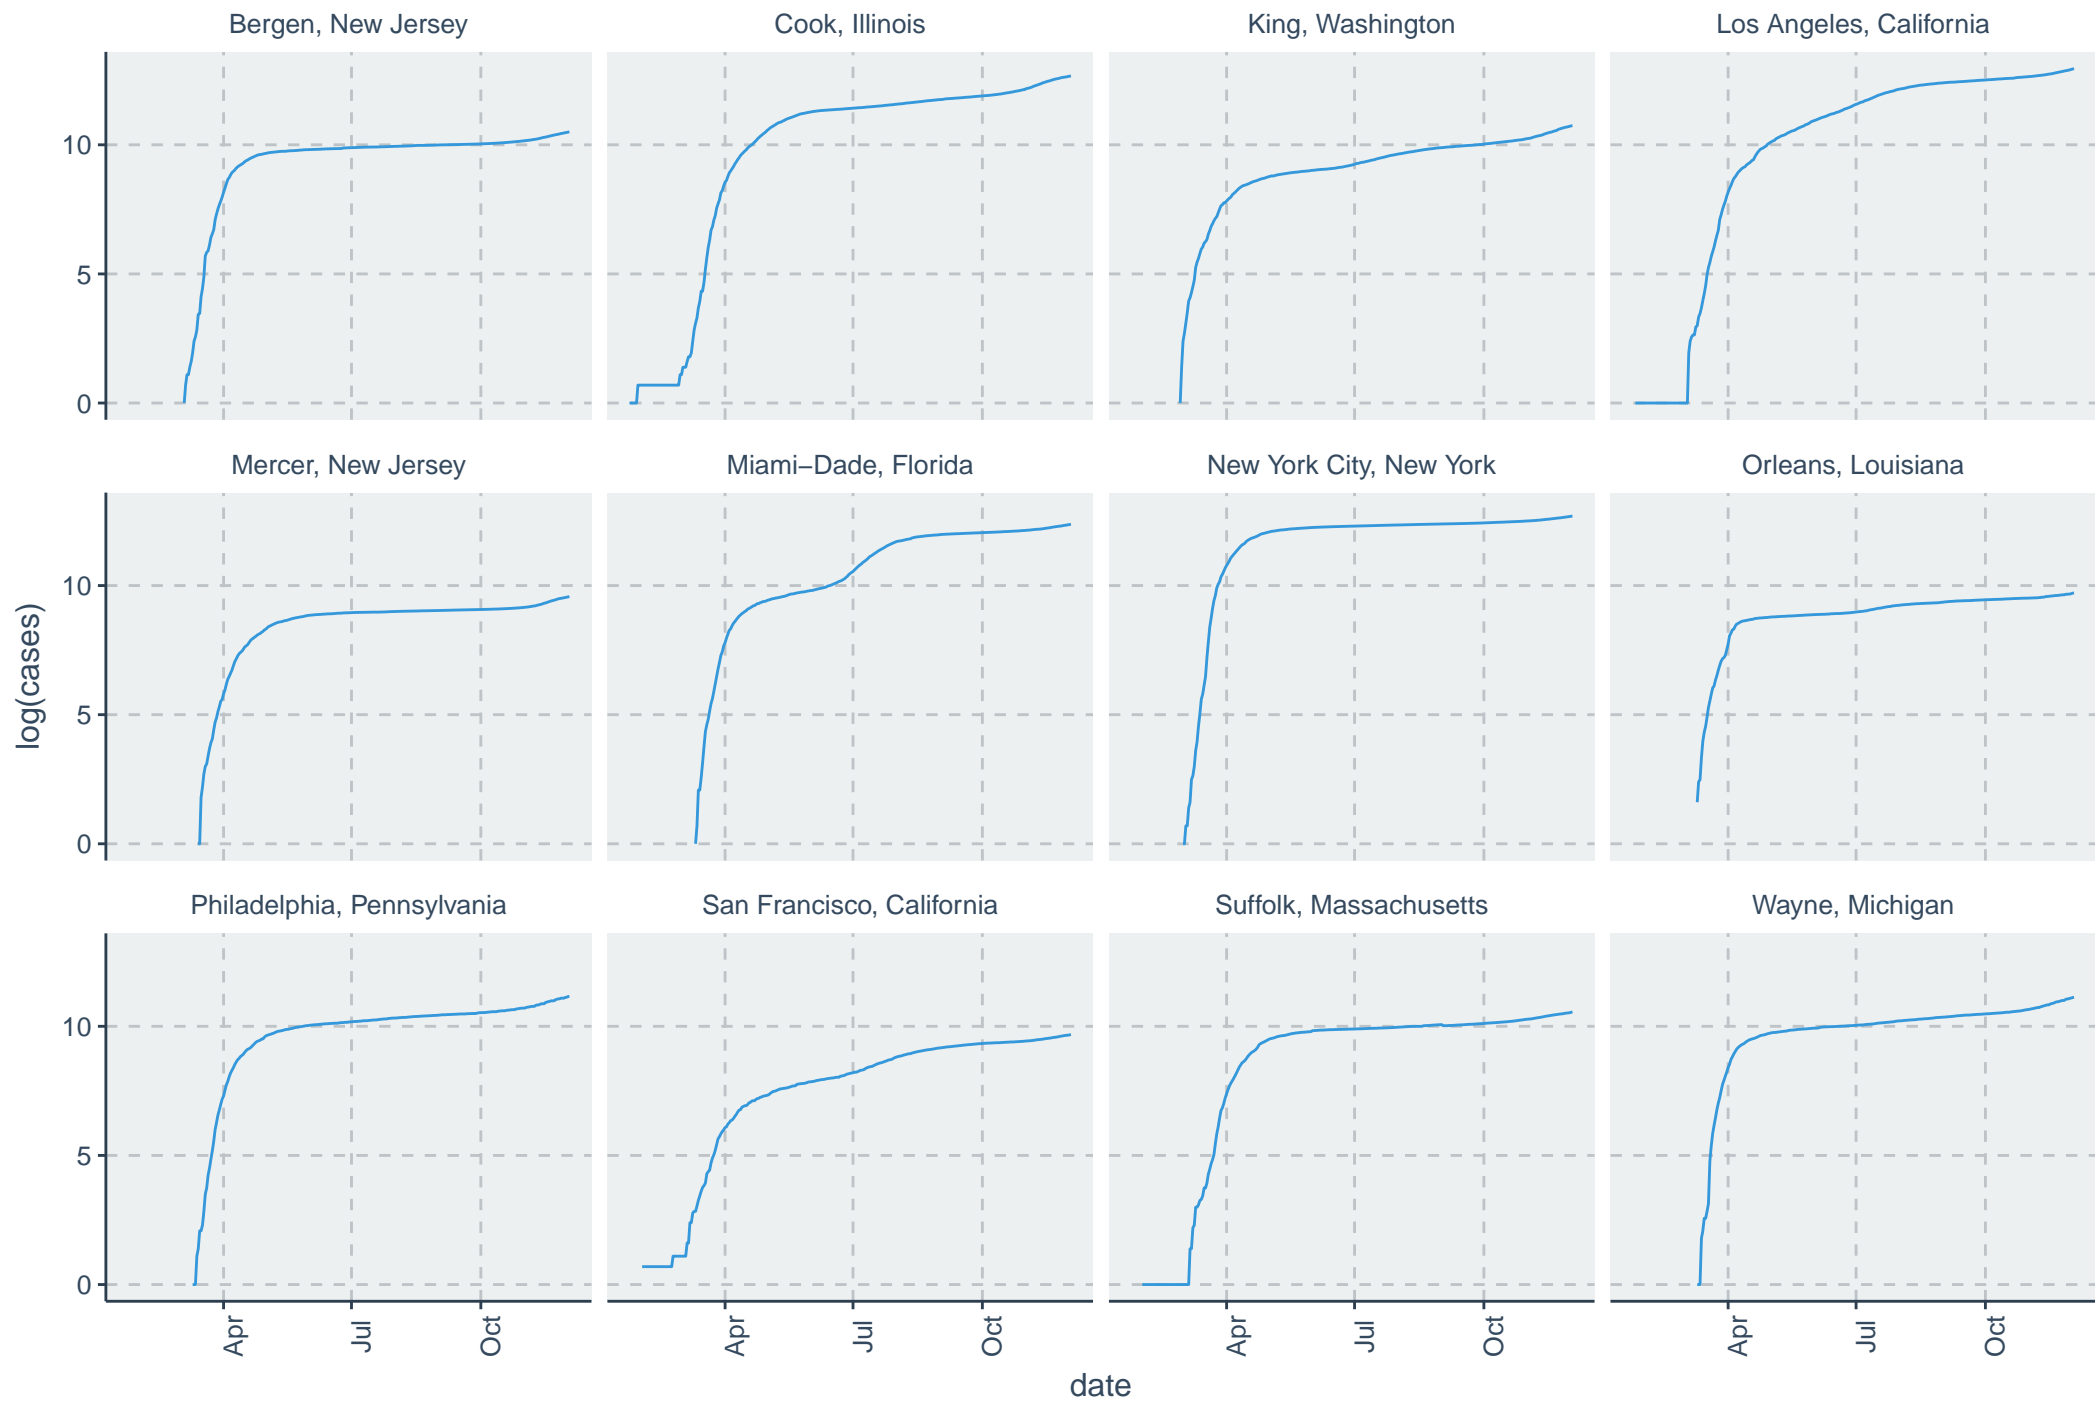 Bergen, New Jersey
Cook, Illinois
King, Washington
Los Angeles, California
10
5
0
Mercer, New Jersey
Miami−Dade, Florida
New York City, New York
Orleans, Louisiana
10
5
0
log(cases)
Philadelphia, Pennsylvania
San Francisco, California
Suffolk, Massachusetts
Wayne, Michigan
10
5
0
Apr
Jul
Oct
Apr
Jul
Oct
Apr
Jul
Oct
Apr
Jul
Oct
date